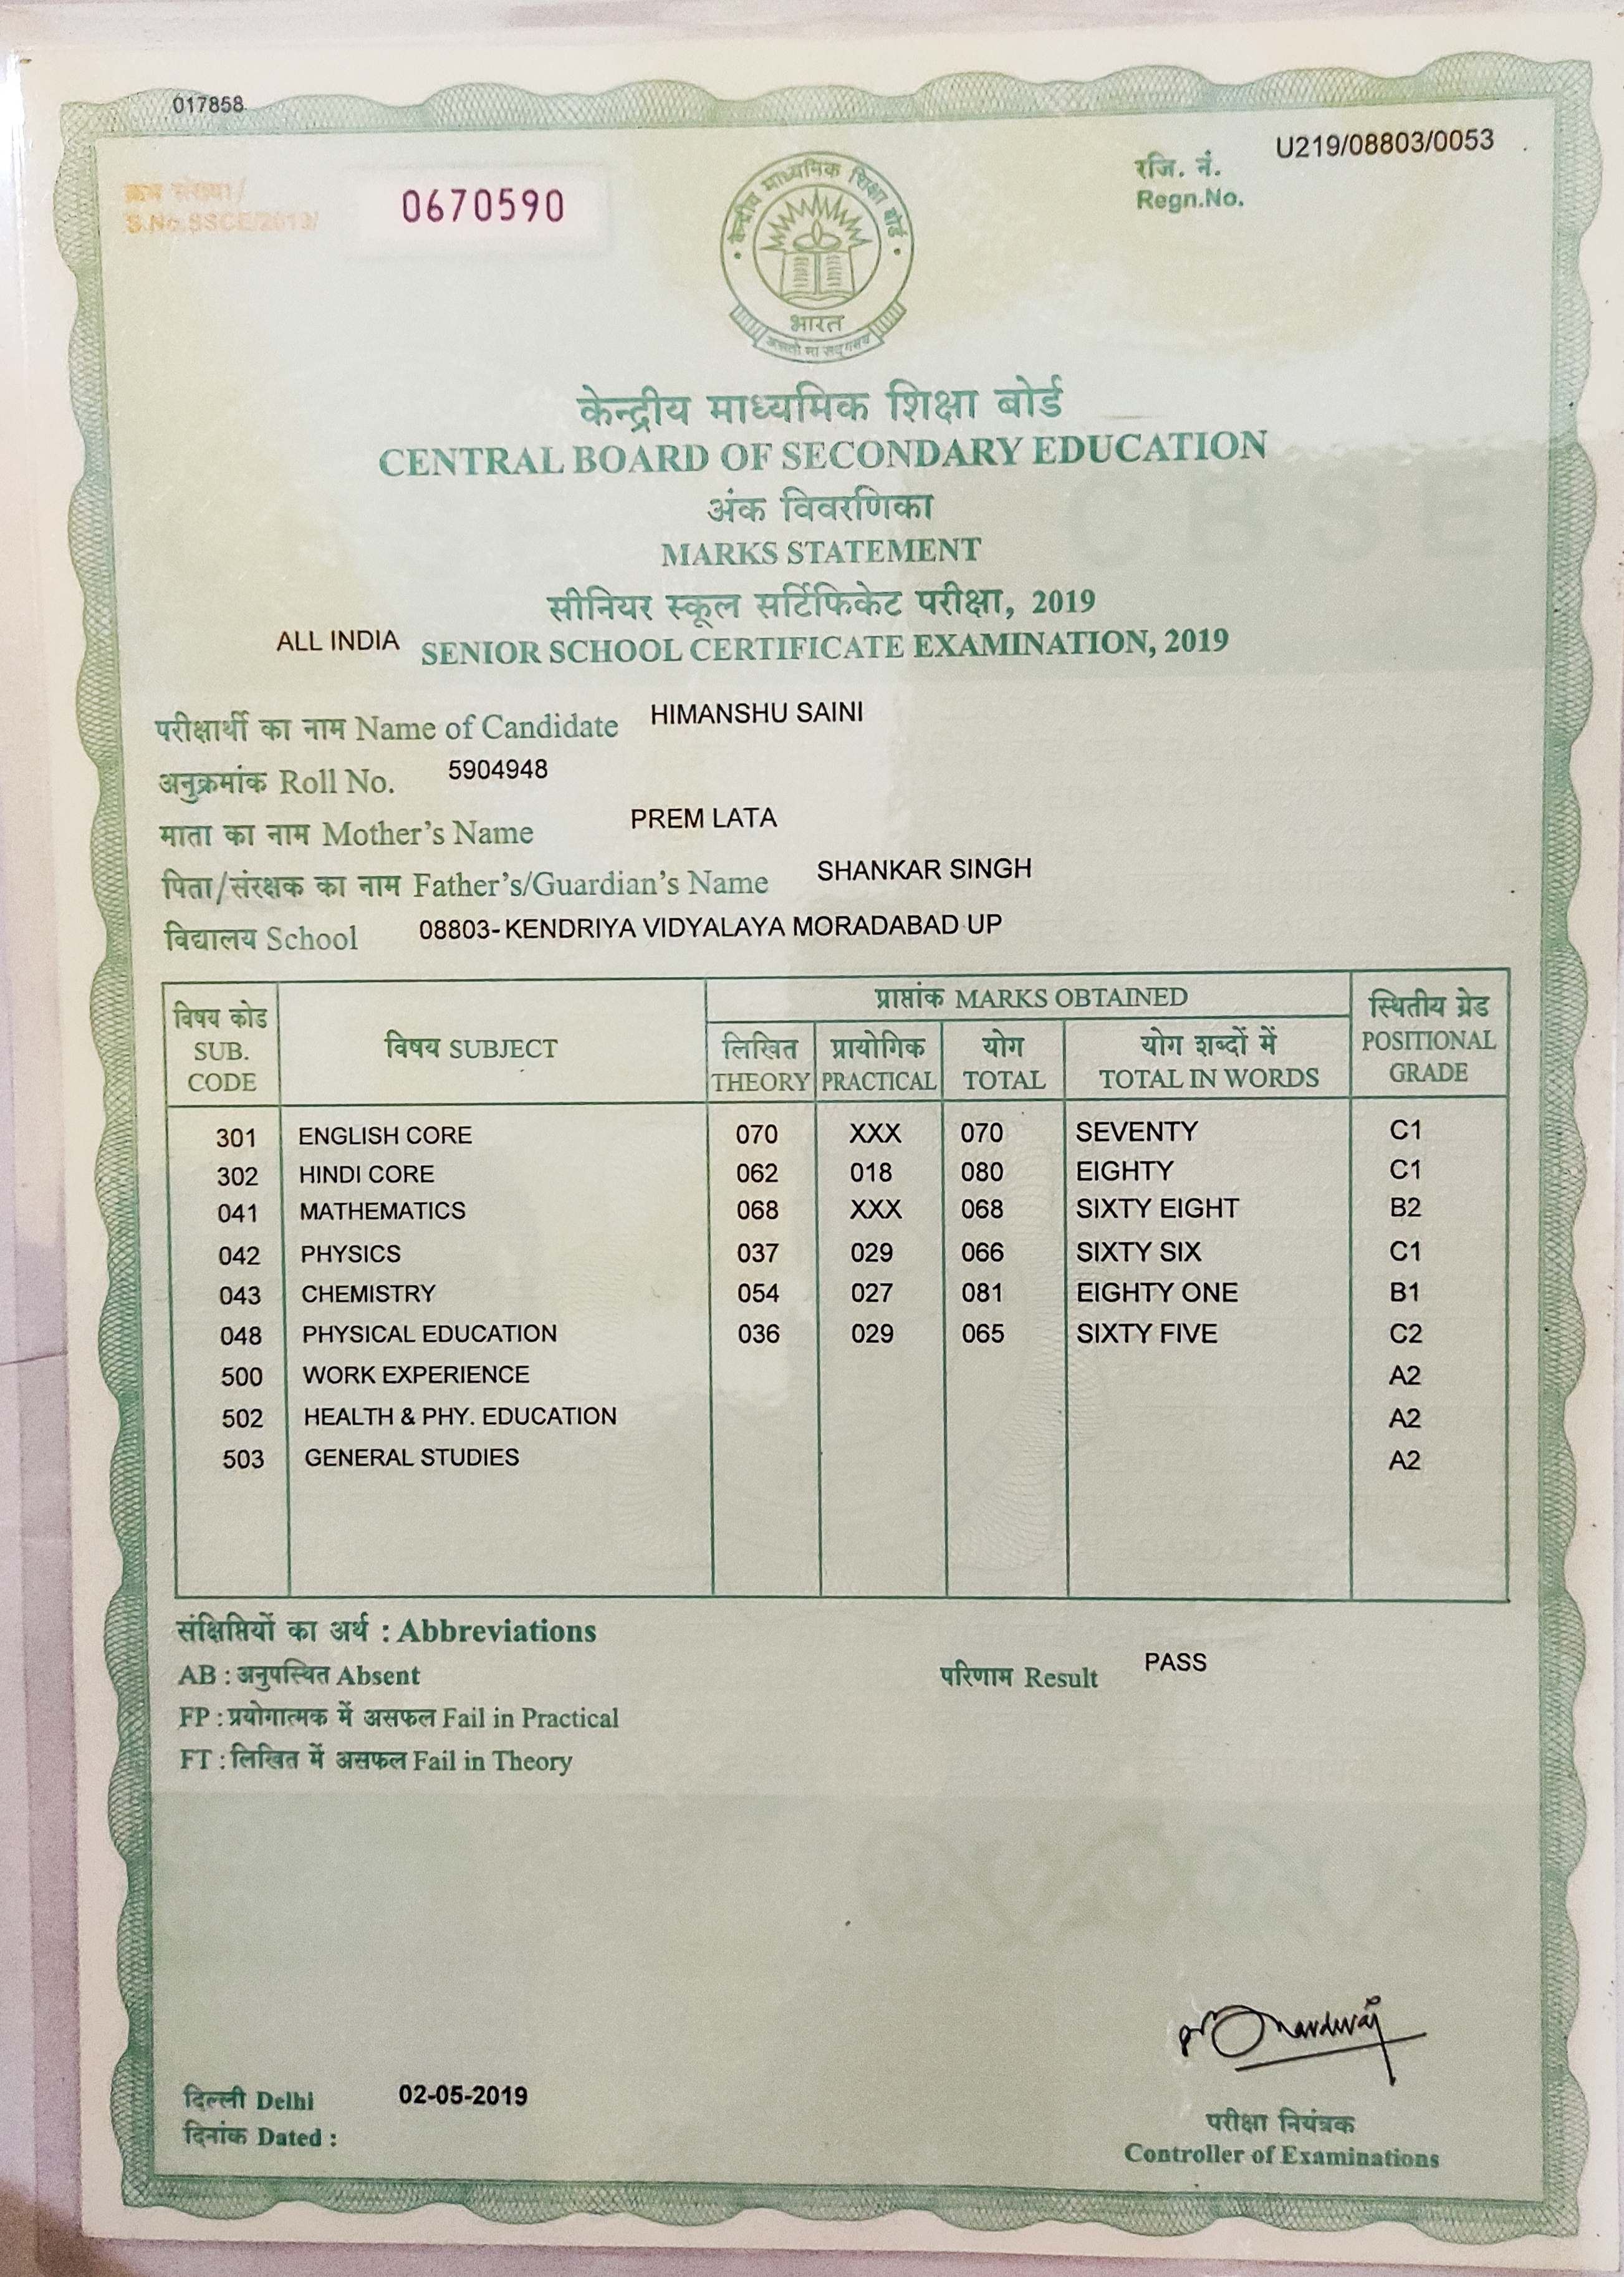 017858
U219/08803/0053
क्रम संख्या/
S.No.SSCE/2019/
0670590
रजि. नं.
Regn.No.
केन्द्रीय माध्यमिक शिक्षा बोर्ड
भारत
असतो मा सद्गमय
केन्द्रीय माध्यमिक शिक्षा बोर्ड
CENTRAL BOARD OF SECONDARY EDUCATION
अंक विवरणिका
MARKS STATEMENT
सीनियर स्कूल सर्टिफिकेट परीक्षा, 2019
ALL INDIA SENIOR SCHOOL CERTIFICATE EXAMINATION, 2019
परीक्षार्थी का नाम Name of Candidate HIMANSHU SAINI
अनुक्रमांक Roll No. 5904948
माता का नाम Mother's Name PREM LATA
पिता/संरक्षक का नाम Father's/Guardian's Name SHANKAR SINGH
विद्यालय School 08803- KENDRIYA VIDYALAYA MORADABAD UP
विषय कोड SUB. CODE
विषय SUBJECT
प्राप्तांक MARKS OBTAINED
लिखित THEORY
प्रायोगिक PRACTICAL
योग TOTAL
योग शब्दों में TOTAL IN WORDS
स्थितीय ग्रेड POSITIONAL GRADE
301 ENGLISH CORE 070 XXX 070 SEVENTY C1
302 HINDI CORE 062 018 080 EIGHTY C1
041 MATHEMATICS 068 XXX 068 SIXTY EIGHT B2
042 PHYSICS 037 029 066 SIXTY SIX C1
043 CHEMISTRY 054 027 081 EIGHTY ONE B1
048 PHYSICAL EDUCATION 036 029 065 SIXTY FIVE C2
500 WORK EXPERIENCE A2
502 HEALTH & PHY. EDUCATION A2
503 GENERAL STUDIES A2
संक्षिप्तियों का अर्थ : Abbreviations
AB : अनुपस्थित Absent
परिणाम Result PASS
FP : प्रयोगात्मक में असफल Fail in Practical
FT : लिखित में असफल Fail in Theory
दिल्ली Delhi 02-05-2019
दिनांक Dated :
परीक्षा नियंत्रक
Controller of Examinations